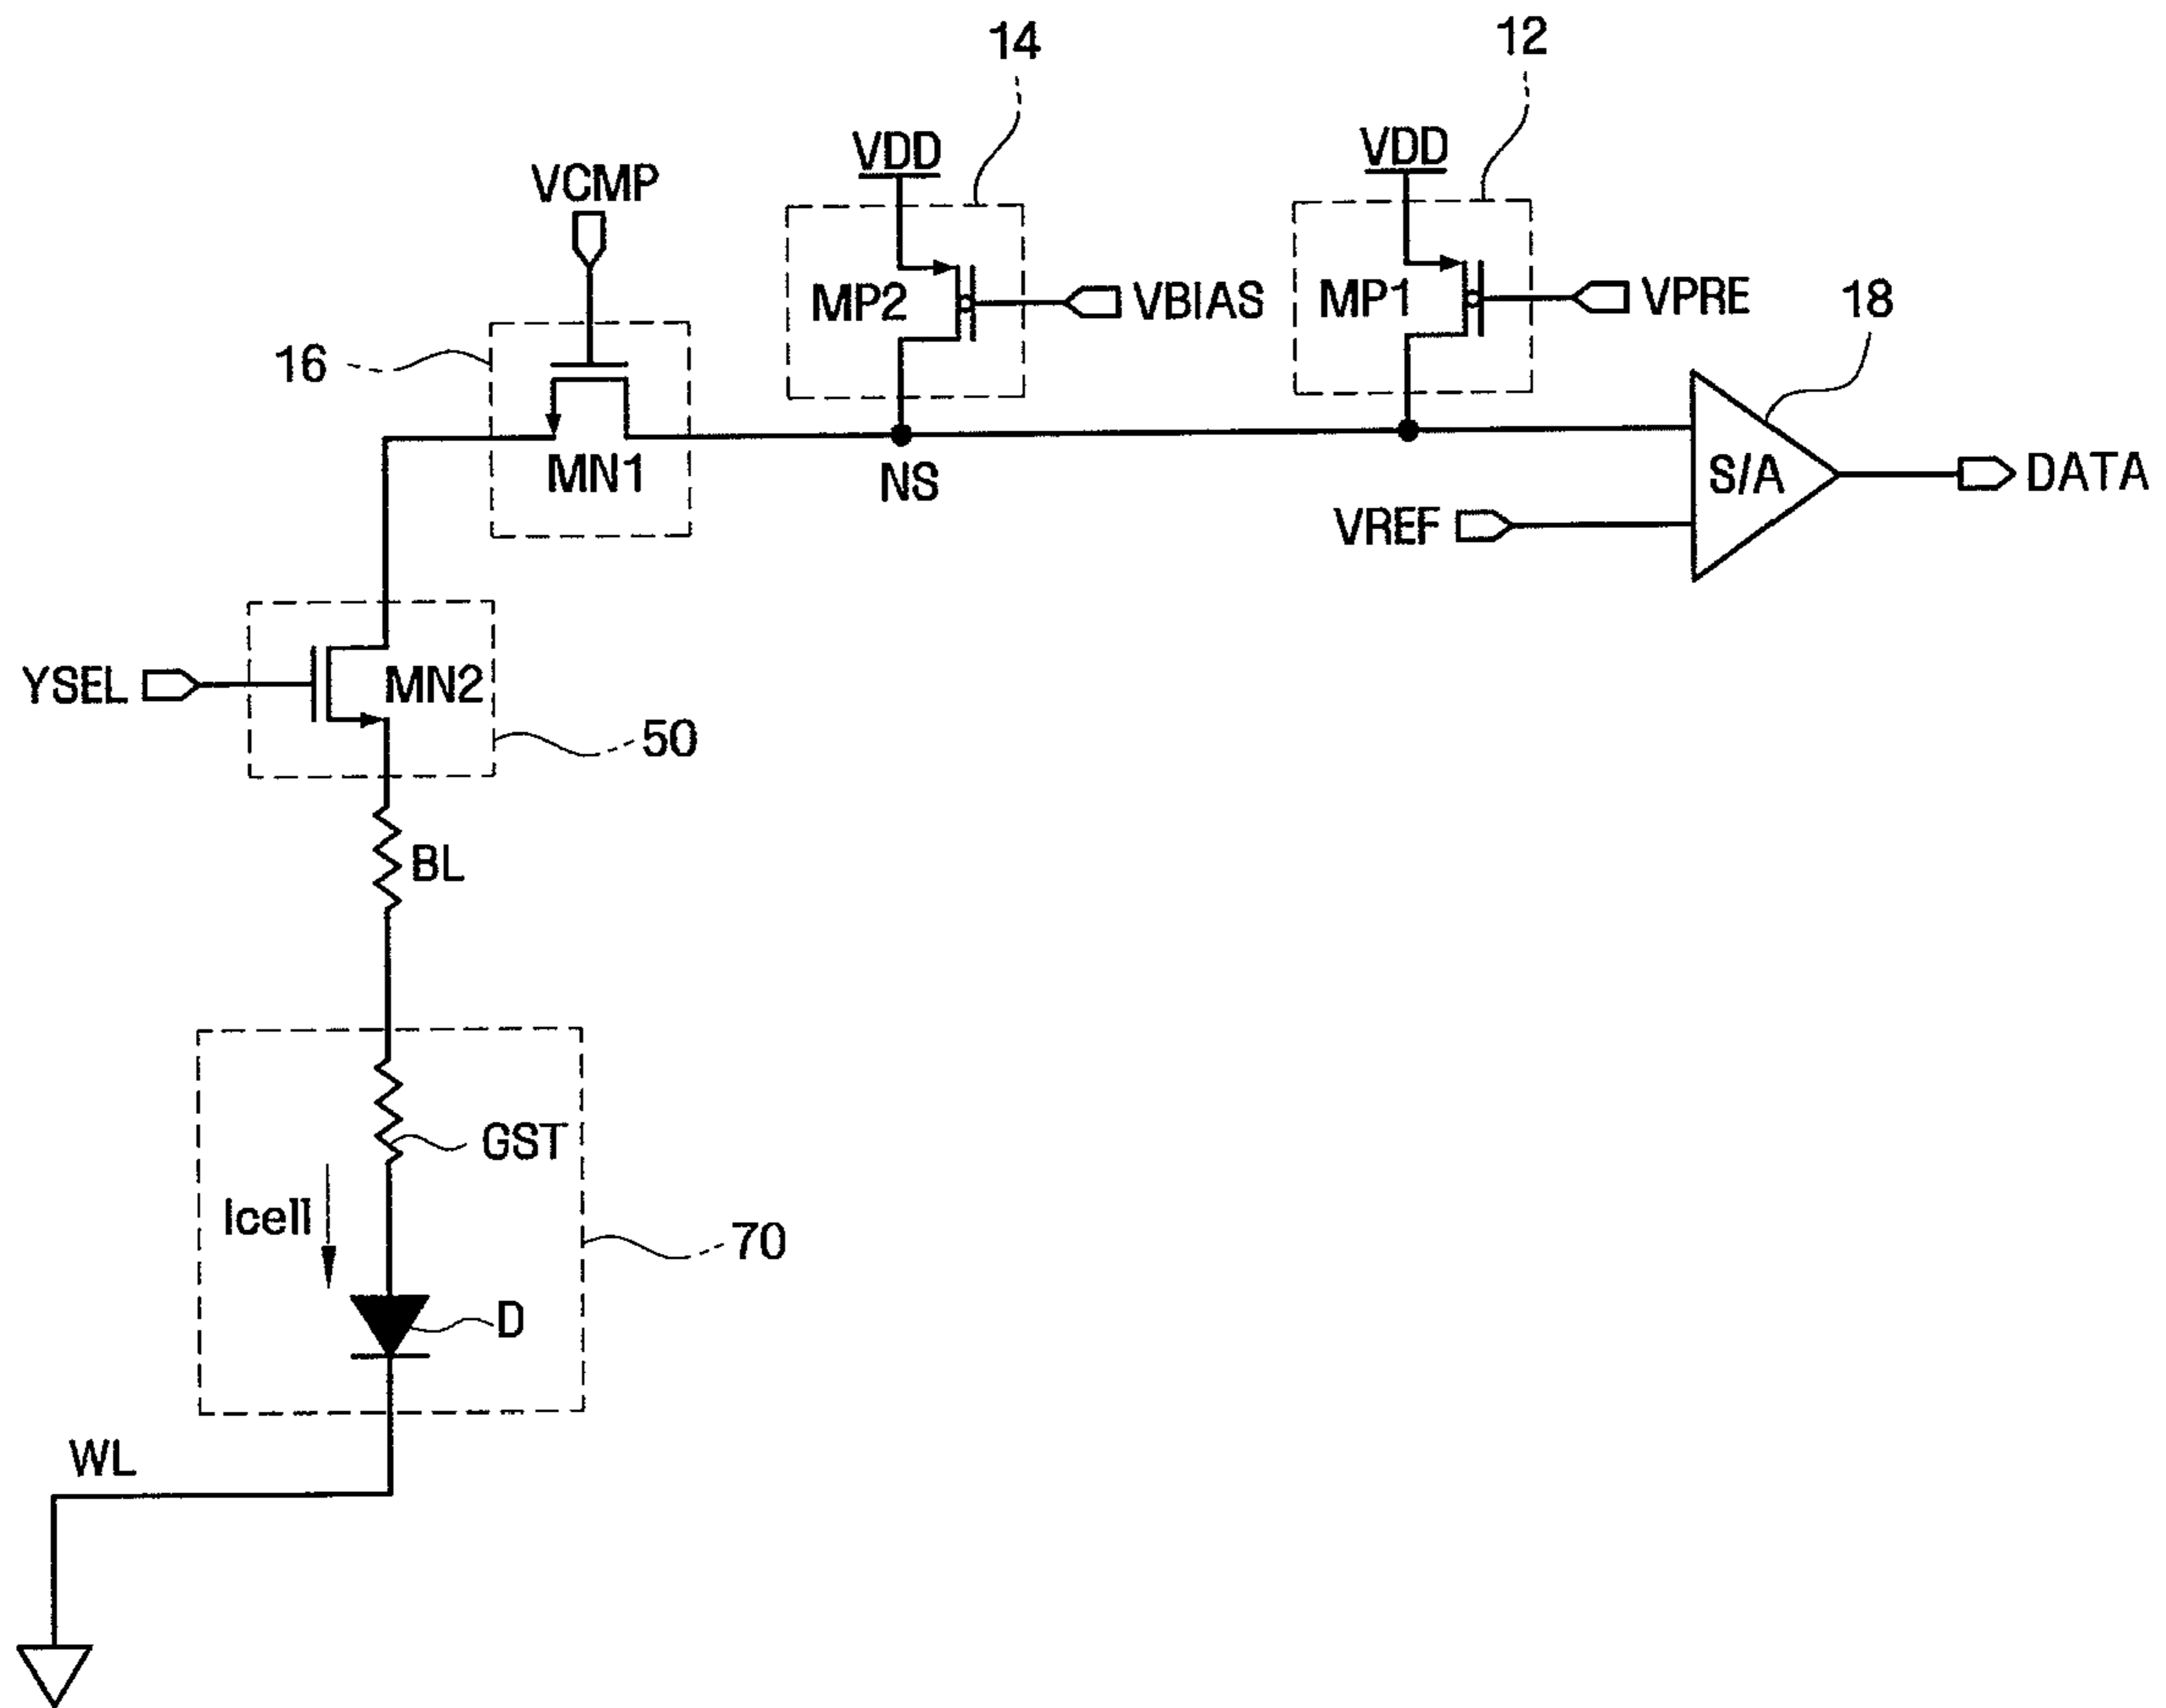 14
12
VDD
VDD
VCMP
MP2
VBIAS
MP1
VPRE
18
16
MN1
NS
S/A
DATA
VREF
YSEL
MN2
50
BL
GST
Icell
70
D
WL